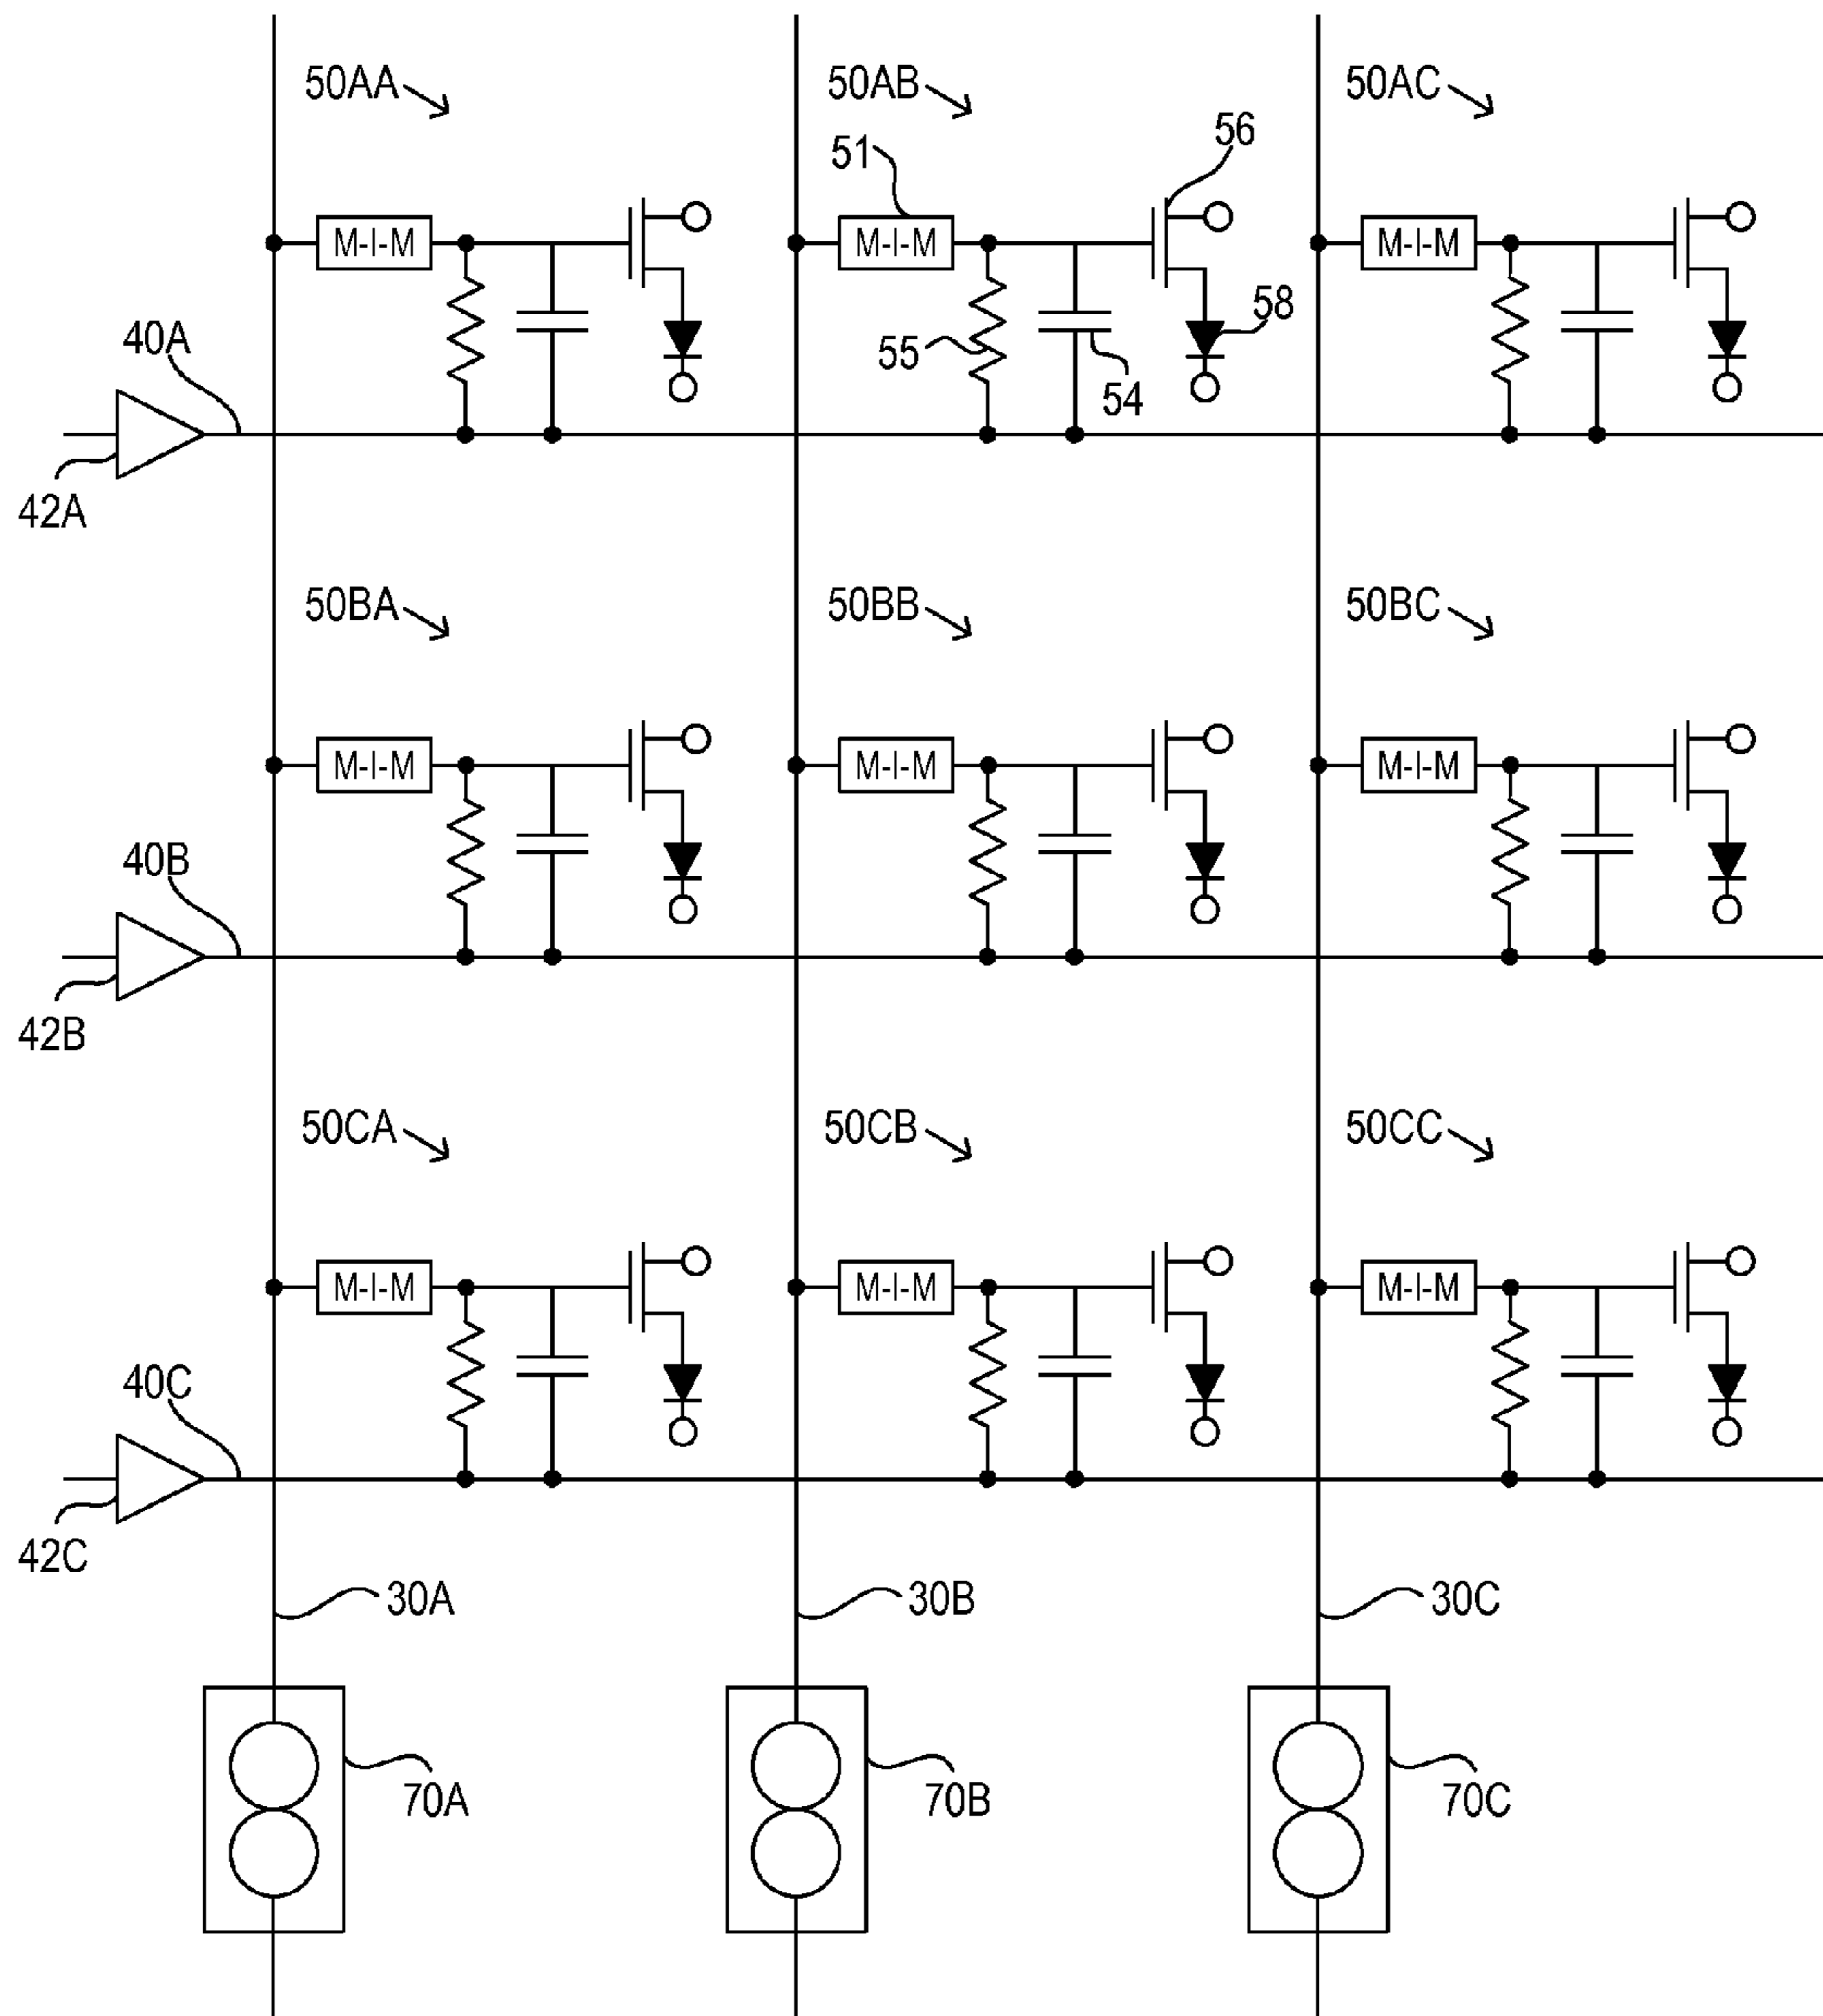 50AA
50AB
50AC
56
51
M-I-M
M-I-M
M-I-M
58
40A
55
54
42A
50BA
50BB
50BC
M-I-M
M-I-M
M-I-M
40B
42B
50CA
50CB
50CC
M-I-M
M-I-M
M-I-M
40C
42C
30A
30B
30C
70A
70B
70C